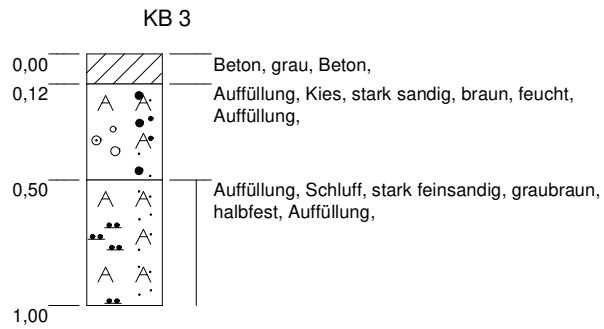 KB 3
0,00 Beton, grau, Beton,
0,12 Auffüllung, Kies, stark sandig, braun, feucht,
Auffüllung,
0,50 Auffüllung, Schluff, stark feinsandig, graubraun,
halbfest, Auffüllung,
1,00